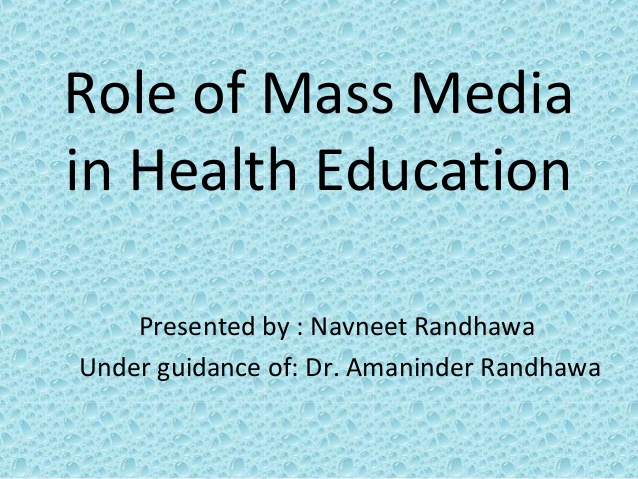 Role of Mass Media
in Health Education
Presented by : Navneet Randhawa
Under guidance of: Dr. Amaninder Randhawa